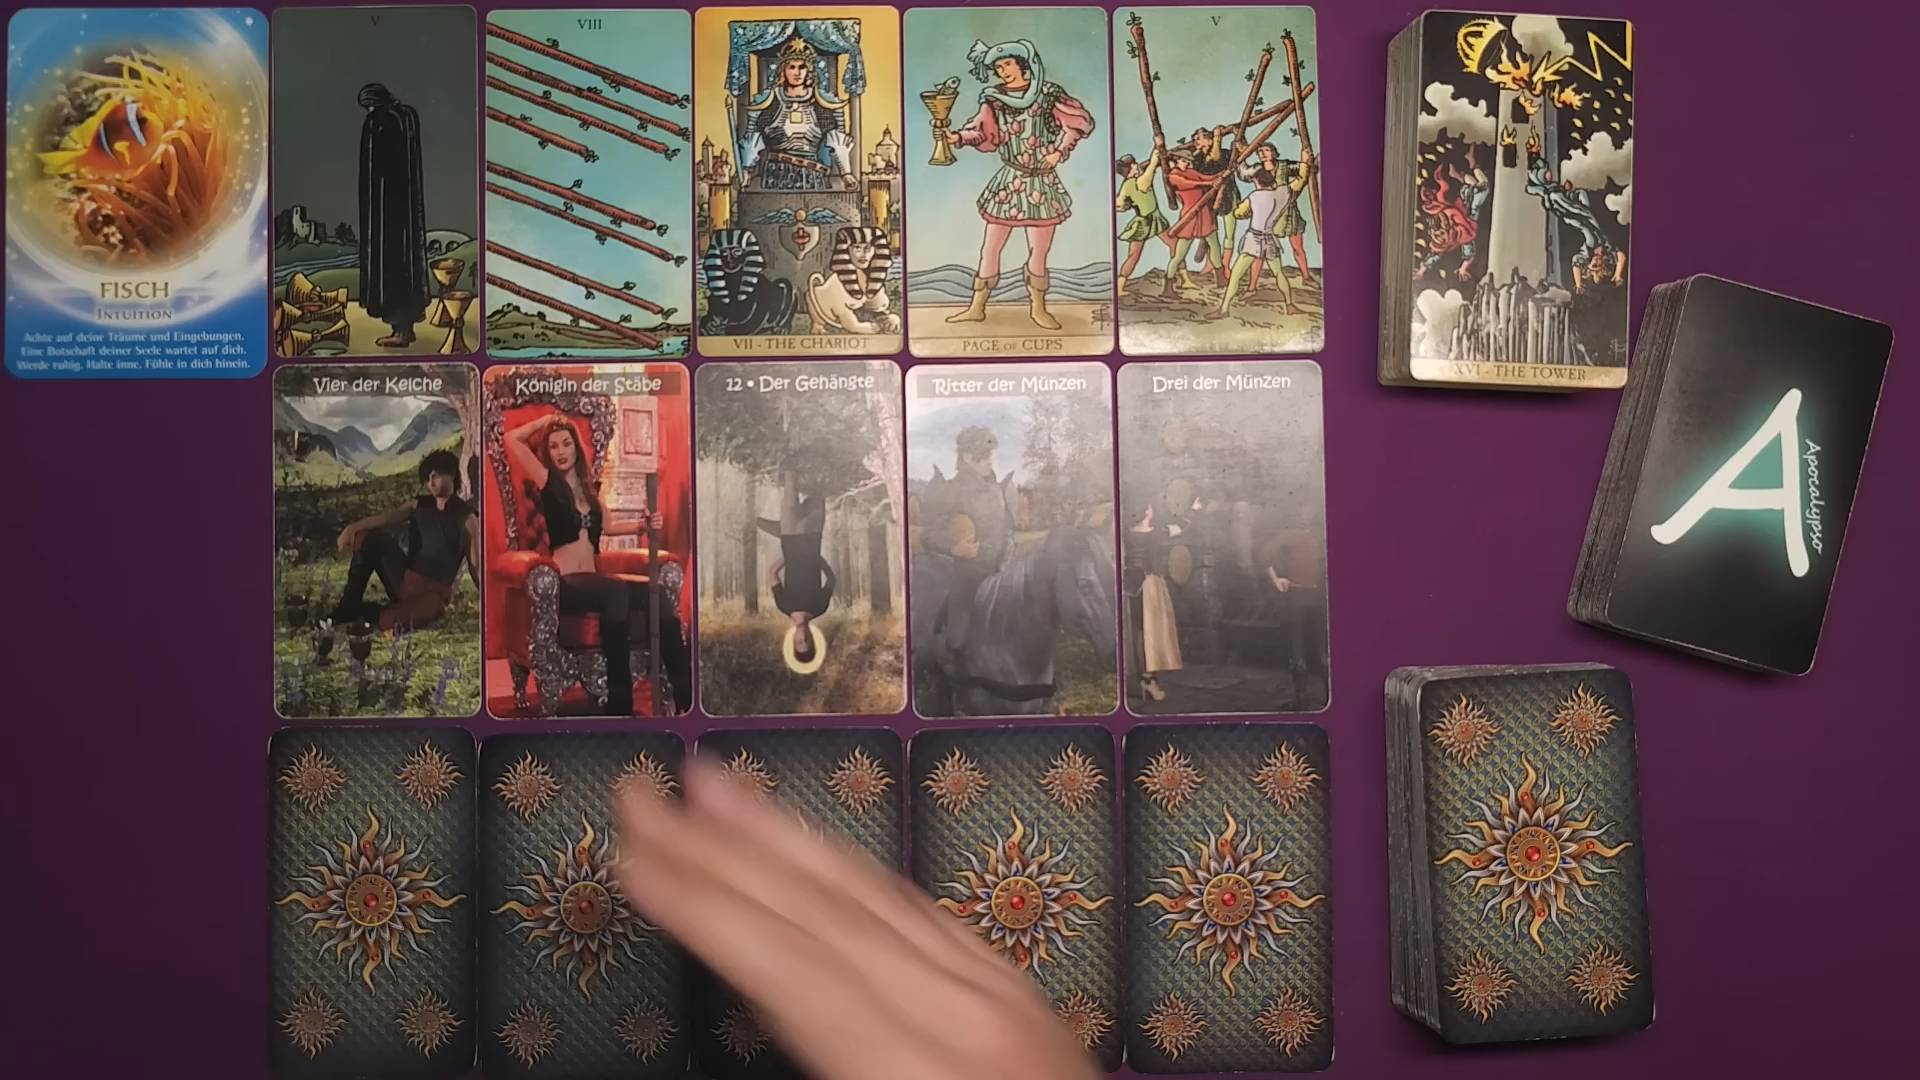 FISCH
INTUITION
Achte auf deine Träume und Eingebungen.
Eine Botschaft deiner Seele wartet auf dich.
Werde ruhig. Halte inne. Fühle in dich hinein.
V
VIII
VII - THE CHARIOT
PAGE OF CUPS
V
XVI - THE TOWER
Vier der Kelche
Königin der Stäbe
12 • Der Gehängte
Ritter der Münzen
Drei der Münzen
A
Apocalypso